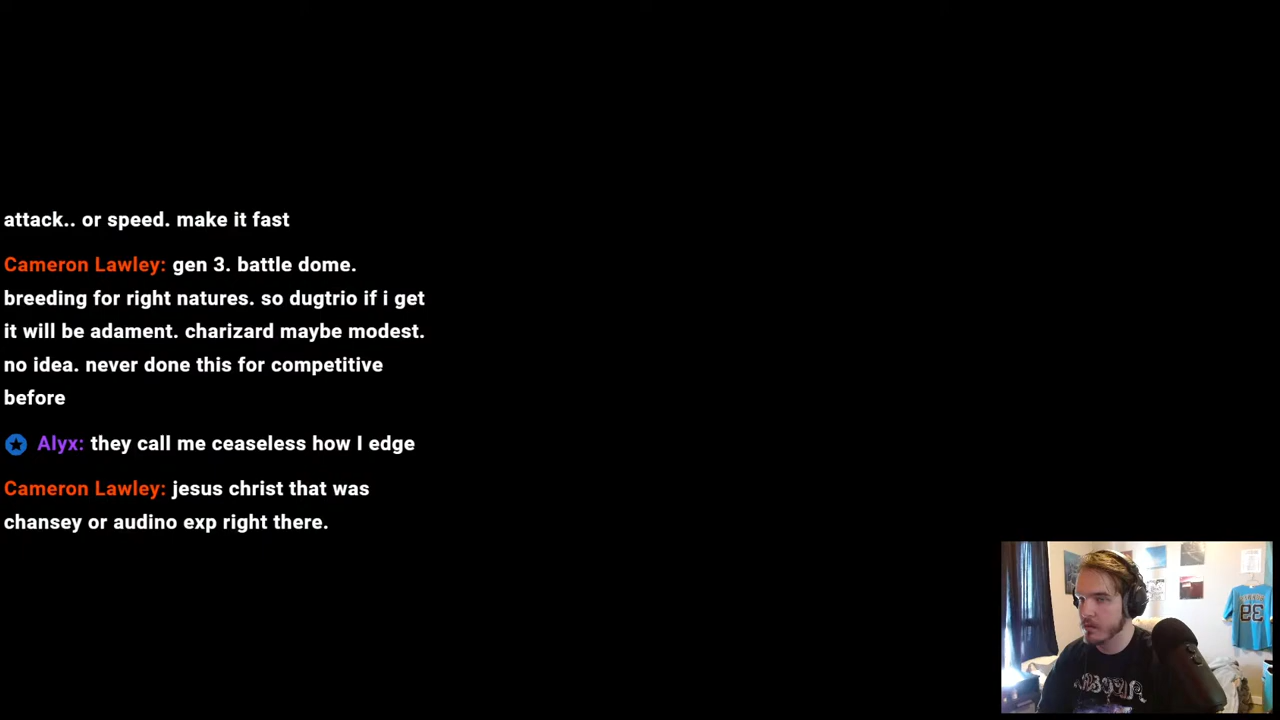 attack.. or speed. make it fast
Cameron Lawley: gen 3. battle dome.
breeding for right natures. so dugtrio if i get
it will be adament. charizard maybe modest.
no idea. never done this for competitive
before
Alyx: they call me ceaseless how I edge
Cameron Lawley: jesus christ that was
chansey or audino exp right there.